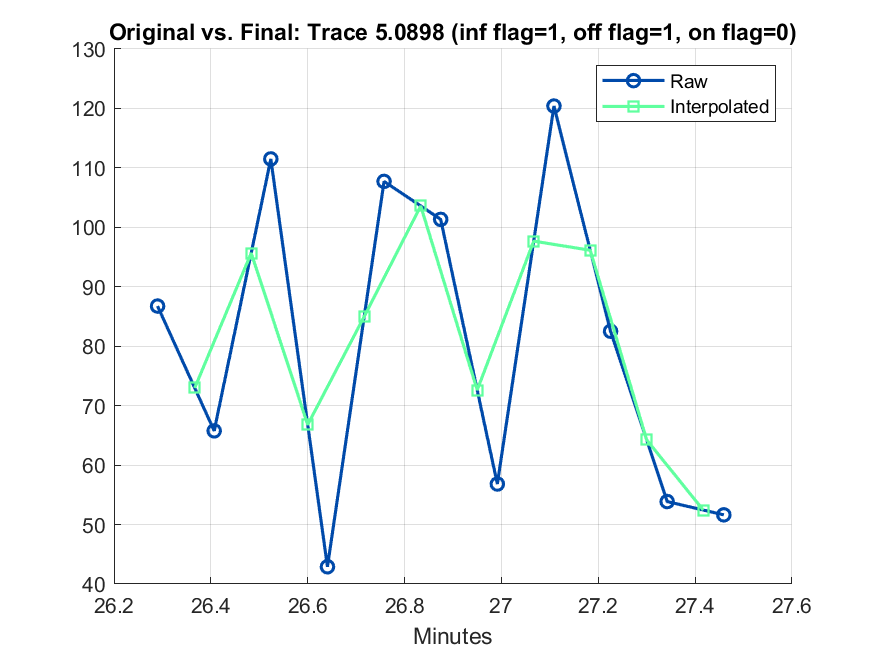 Original vs. Final: Trace 5.0898 (inf flag=1, off flag=1, on flag=0)
130
120
110
100
90
80
70
60
50
40
Raw
Interpolated
26.2 26.4 26.6 26.8 27 27.2 27.4 27.6
Minutes